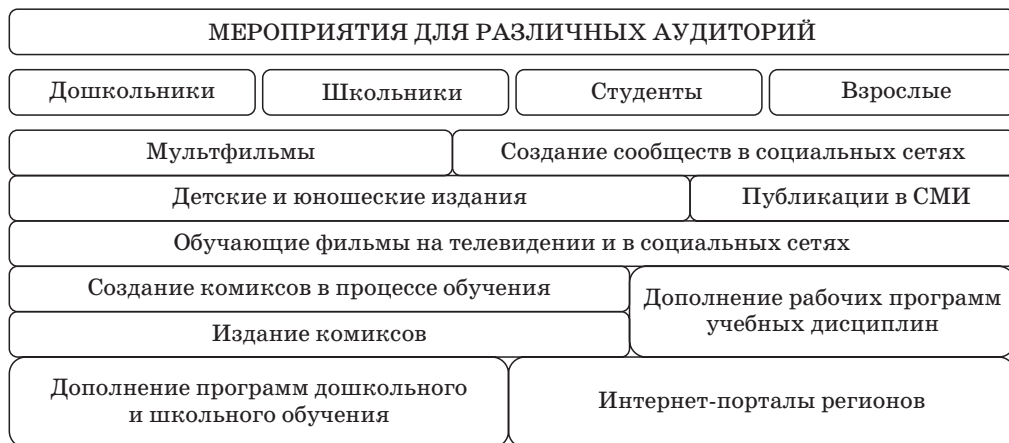 МЕРОПРИЯТИЯ ДЛЯ РАЗЛИЧНЫХ АУДИТОРИЙ
Дошкольники
Школьники
Студенты
Взрослые
Мультфильмы
Создание сообществ в социальных сетях
Детские и юношеские издания
Публикации в СМИ
Обучающие фильмы на телевидении и в социальных сетях
Создание комиксов в процессе обучения
Издание комиксов
Дополнение рабочих программ
учебных дисциплин
Дополнение программ дошкольного
и школьного обучения
Интернет-порталы регионов